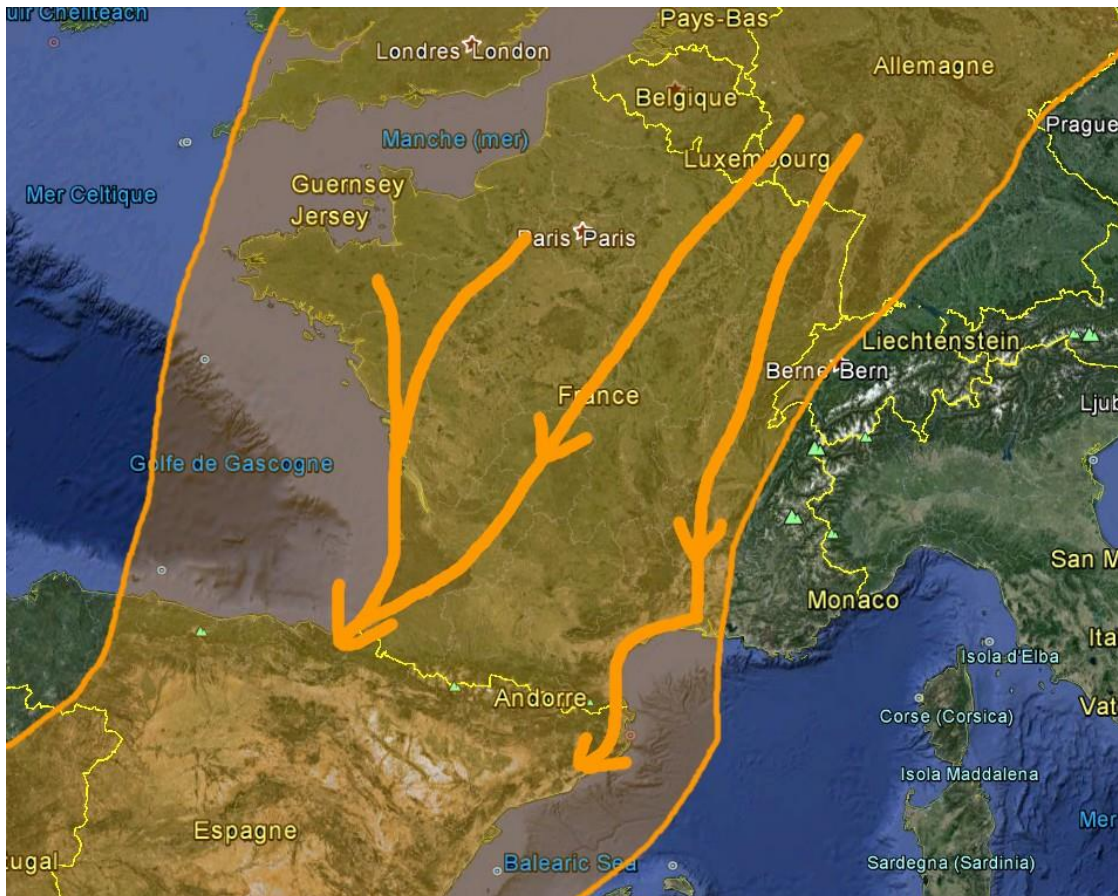 uir Cheilteach
Pays-Bas
Londres London
Allemagne
Belgique
Prague
Manche (mer)
Luxembourg
Mer Celtique
Guernsey
Jersey
Paris Paris
Liechtenstein
Berne Bern
France
Ljub
Golfe de Gascogne
San M
Monaco
Ita
Isola d'Elba
Andorre
Vat
Corse (Corsica)
Isola Maddalena
Mer
Espagne
tugal
Balearic Sea
Sardegna (Sardinia)